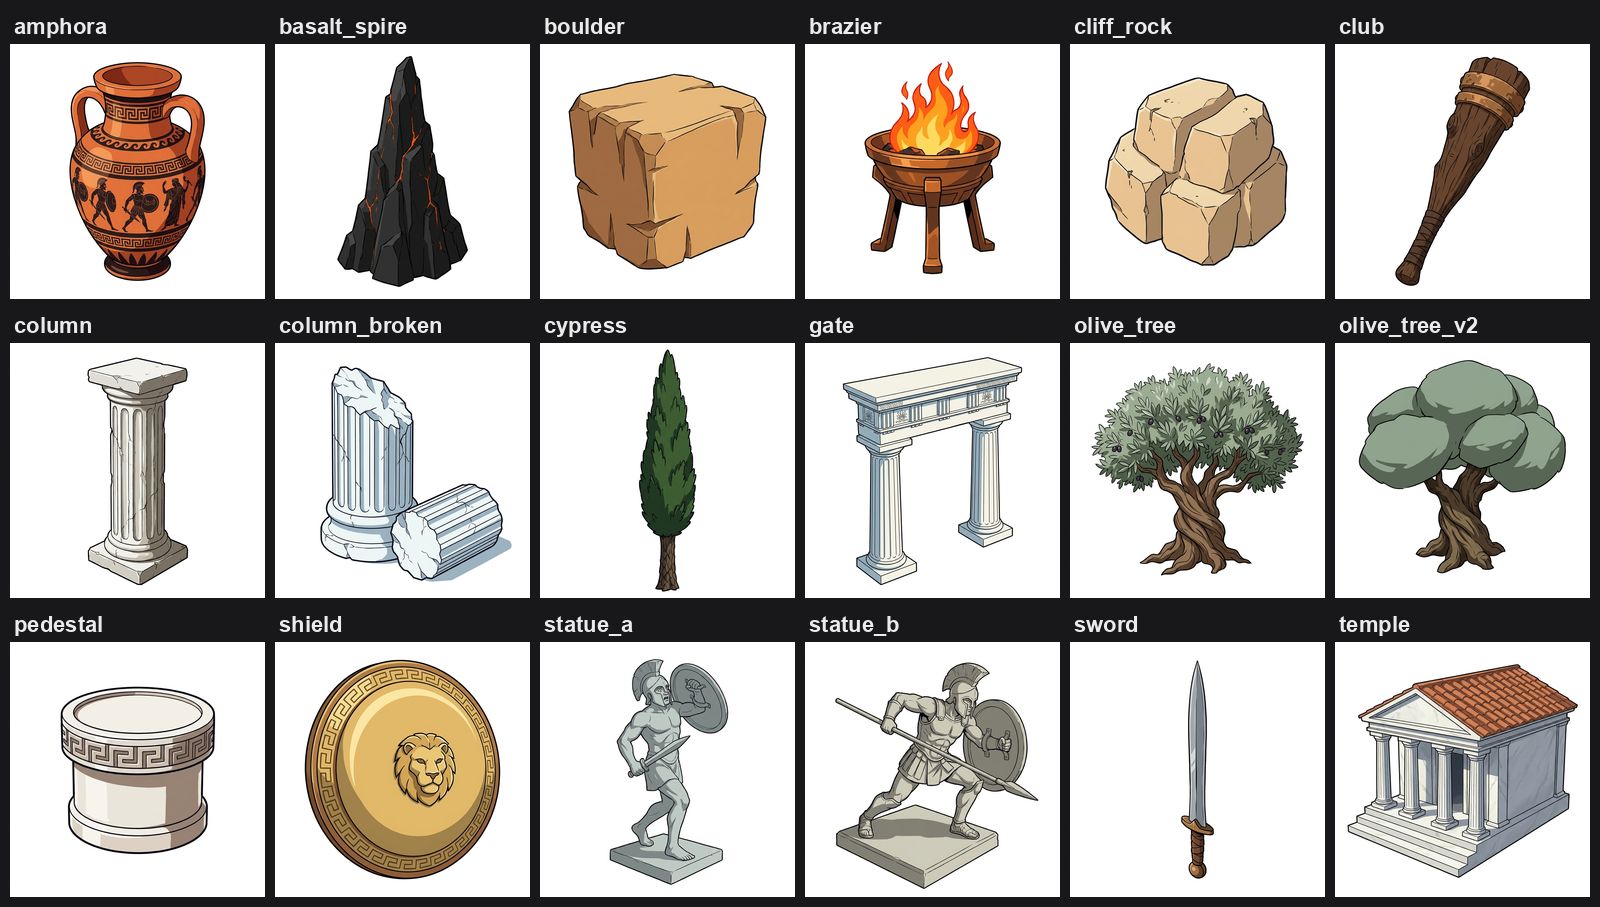 amphora
basalt_spire
boulder
brazier
cliff_rock
club
column
column_broken
cypress
gate
olive_tree
olive_tree_v2
pedestal
shield
statue_a
statue_b
sword
temple